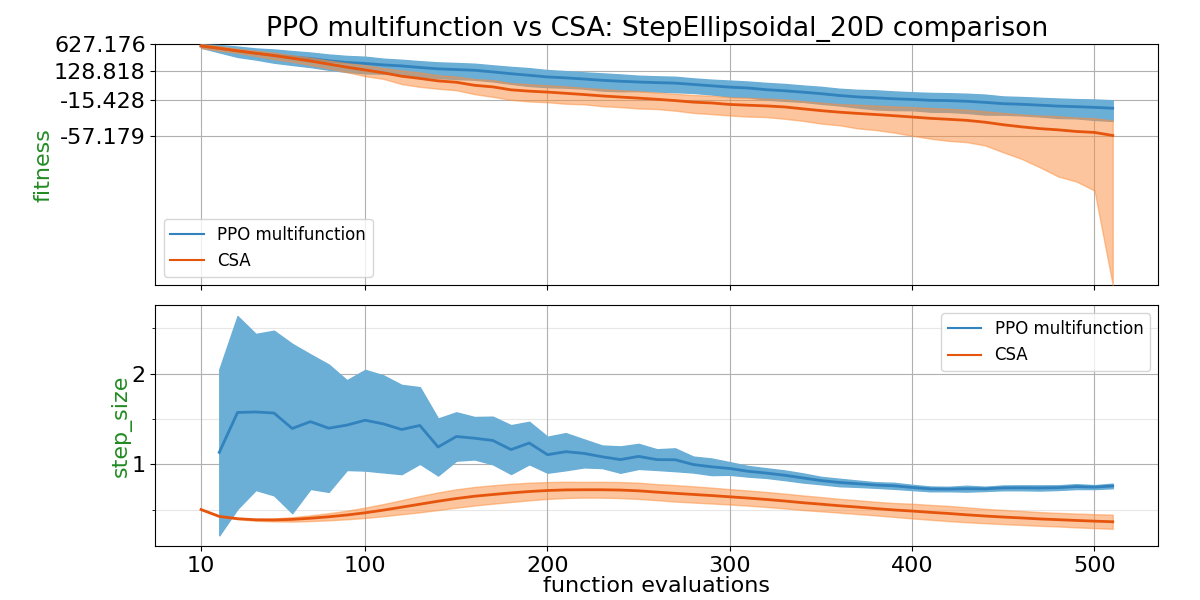 PPO multifunction vs CSA: StepEllipsoidal_20D comparison
627.176
128.818
-15.428
-57.179
fitness
PPO multifunction
CSA
PPO multifunction
CSA
2
1
step_size
10
100
200
300
400
500
function evaluations